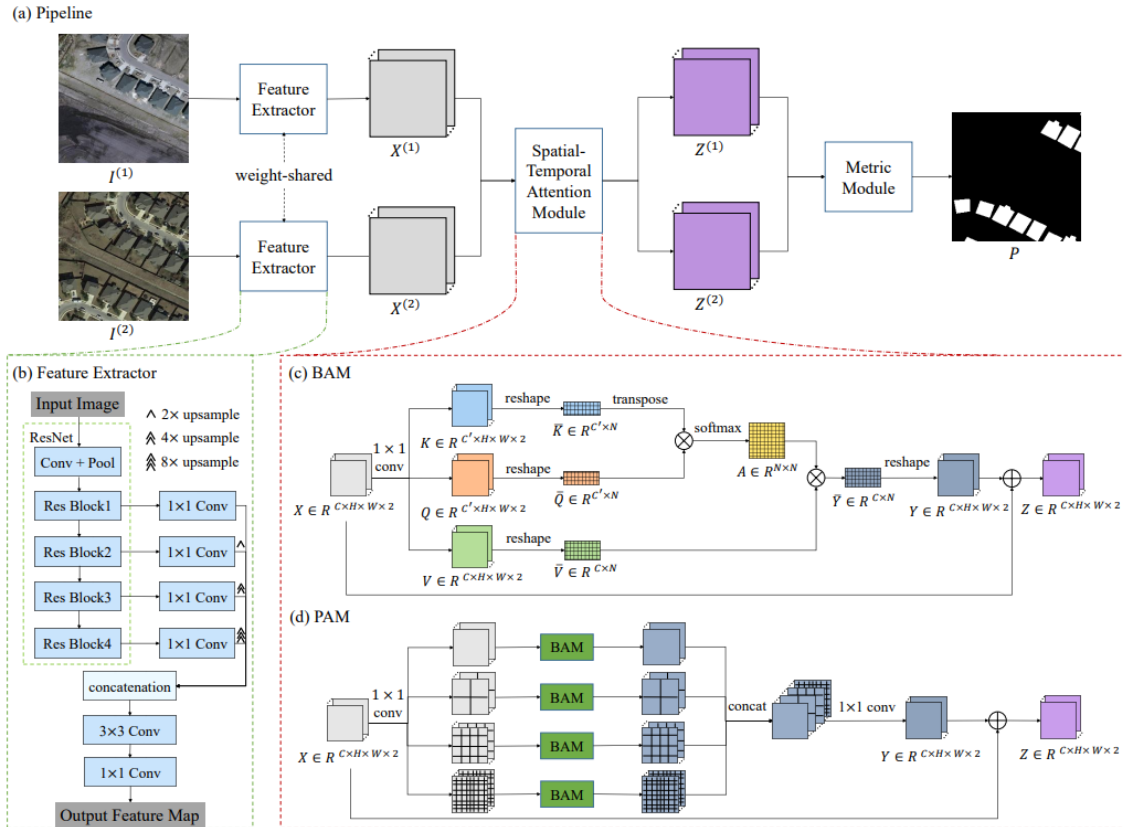 (a) Pipeline
Feature
Extractor
I⁽¹⁾
X⁽¹⁾
weight-shared
Feature
Extractor
I⁽²⁾
X⁽²⁾
Spatial-
Temporal
Attention
Module
Z⁽¹⁾
Z⁽²⁾
Metric
Module
P
(b) Feature Extractor
Input Image
2× upsample
4× upsample
8× upsample
ResNet
Conv + Pool
Res Block1
1×1 Conv
Res Block2
1×1 Conv
Res Block3
1×1 Conv
Res Block4
1×1 Conv
concatenation
3×3 Conv
1×1 Conv
Output Feature Map
(c) BAM
X ∈ R^{C×H×W×2}
1 × 1
conv
K ∈ R^{C′×H×W×2}
reshape
K̅ ∈ R^{C′×N}
transpose
Q ∈ R^{C′×H×W×2}
reshape
Q̅ ∈ R^{C′×N}
V ∈ R^{C×H×W×2}
reshape
V̅ ∈ R^{C×N}
softmax
A ∈ R^{N×N}
Y̅ ∈ R^{C×N}
reshape
Y ∈ R^{C×H×W×2}
Z ∈ R^{C×H×W×2}
(d) PAM
X ∈ R^{C×H×W×2}
1 × 1
conv
BAM
BAM
BAM
BAM
concat
1×1 conv
Y ∈ R^{C×H×W×2}
Z ∈ R^{C×H×W×2}